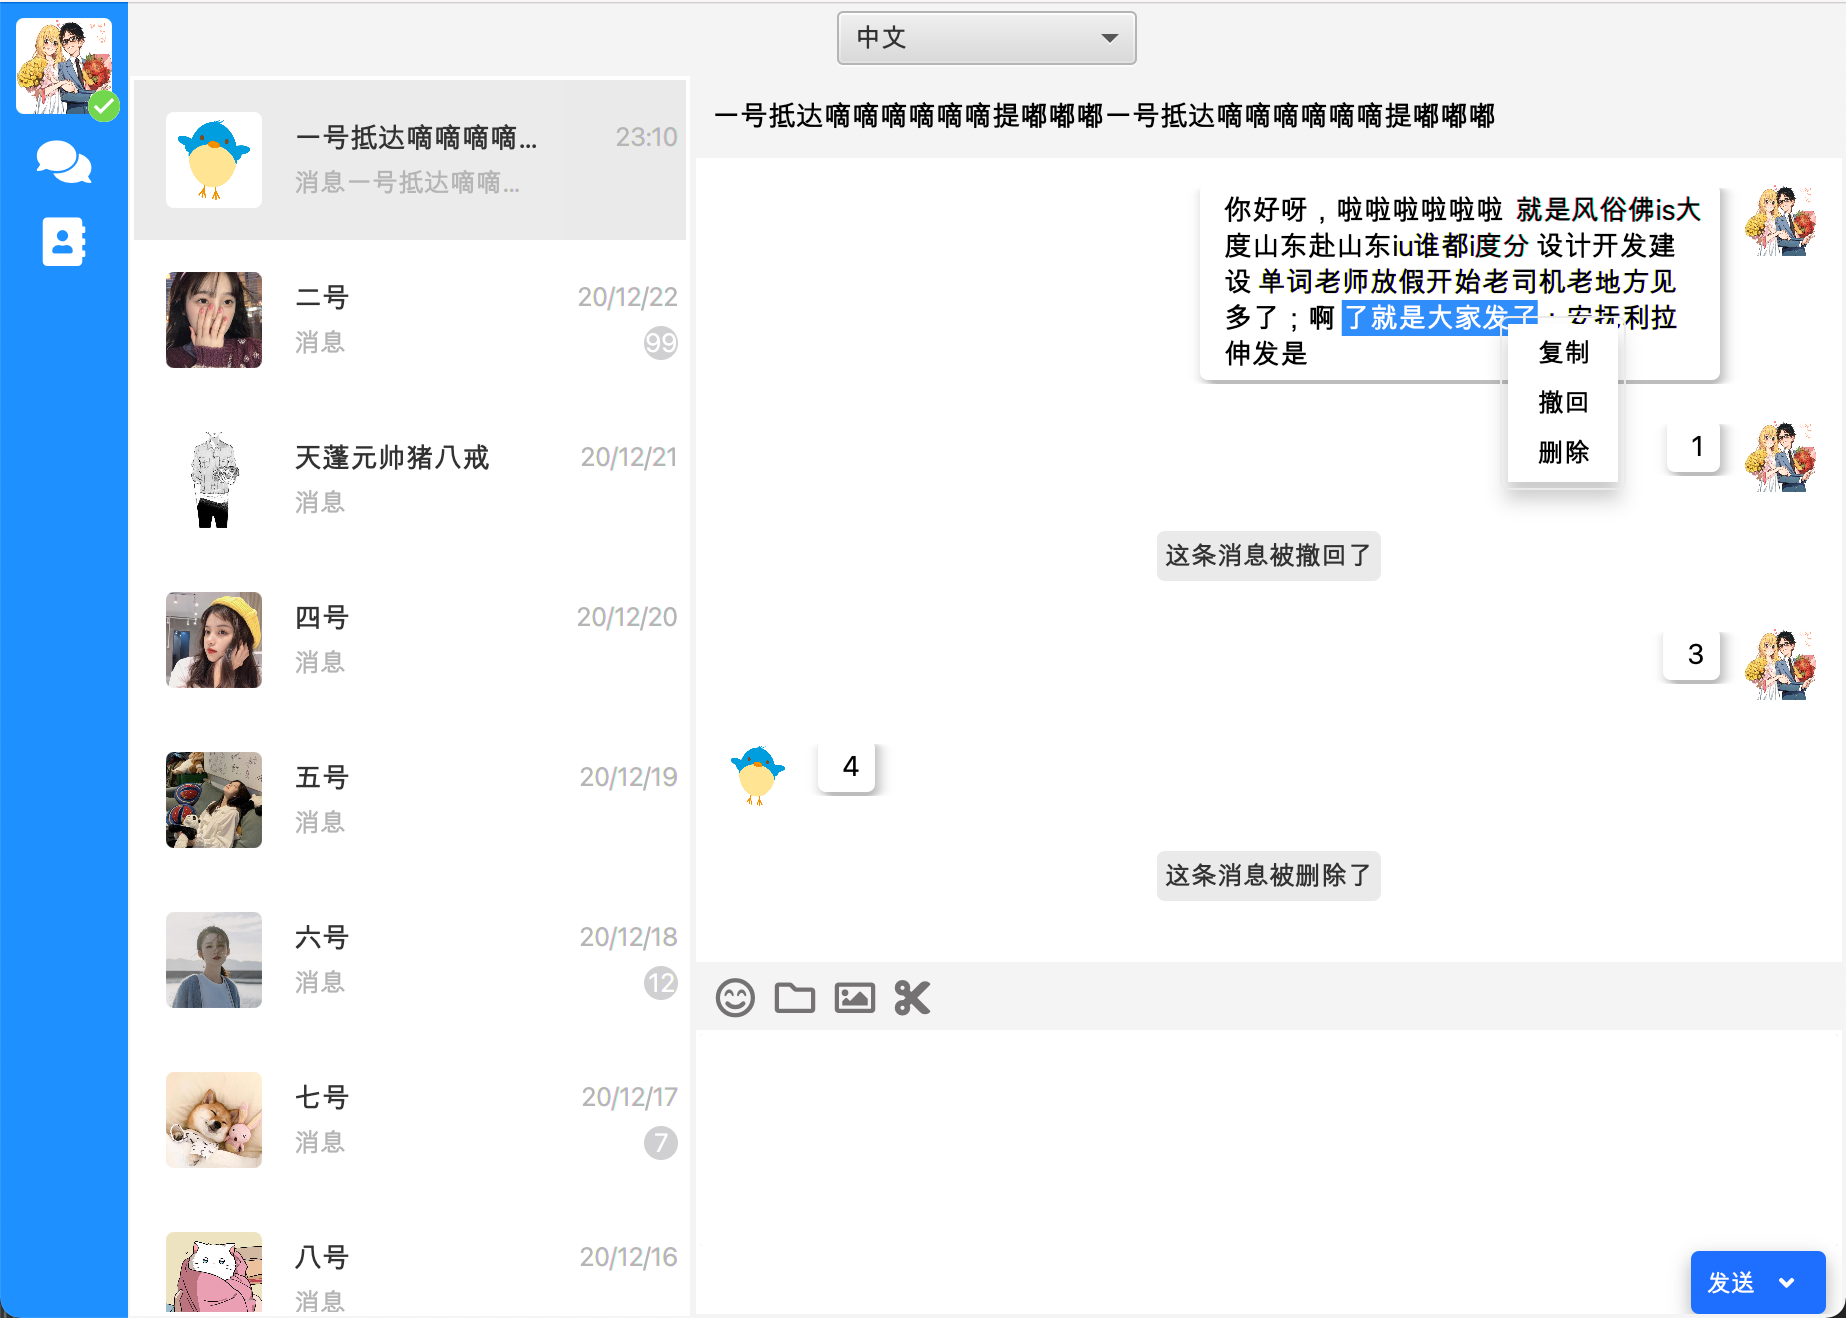 中文
一号抵达嘀嘀嘀嘀嘀嘀提嘟嘟嘟一号抵达嘀嘀嘀嘀嘀嘀提嘟嘟嘟
一号抵达嘀嘀嘀嘀... 23:10
消息一号抵达嘀嘀...
二号 20/12/22
消息 99
天蓬元帅猪八戒 20/12/21
消息
四号 20/12/20
消息
五号 20/12/19
消息
六号 20/12/18
消息 12
七号 20/12/17
消息 7
八号 20/12/16
消息
你好呀，啦啦啦啦啦啦 就是风俗佛is大
度山东赴山东iu谁都i度分 设计开发建
设 单词老师放假开始老司机老地方见
多了；啊 了就是大家发了；安抚利拉
伸发是
复制
撤回
删除
1
这条消息被撤回了
3
4
这条消息被删除了
发送